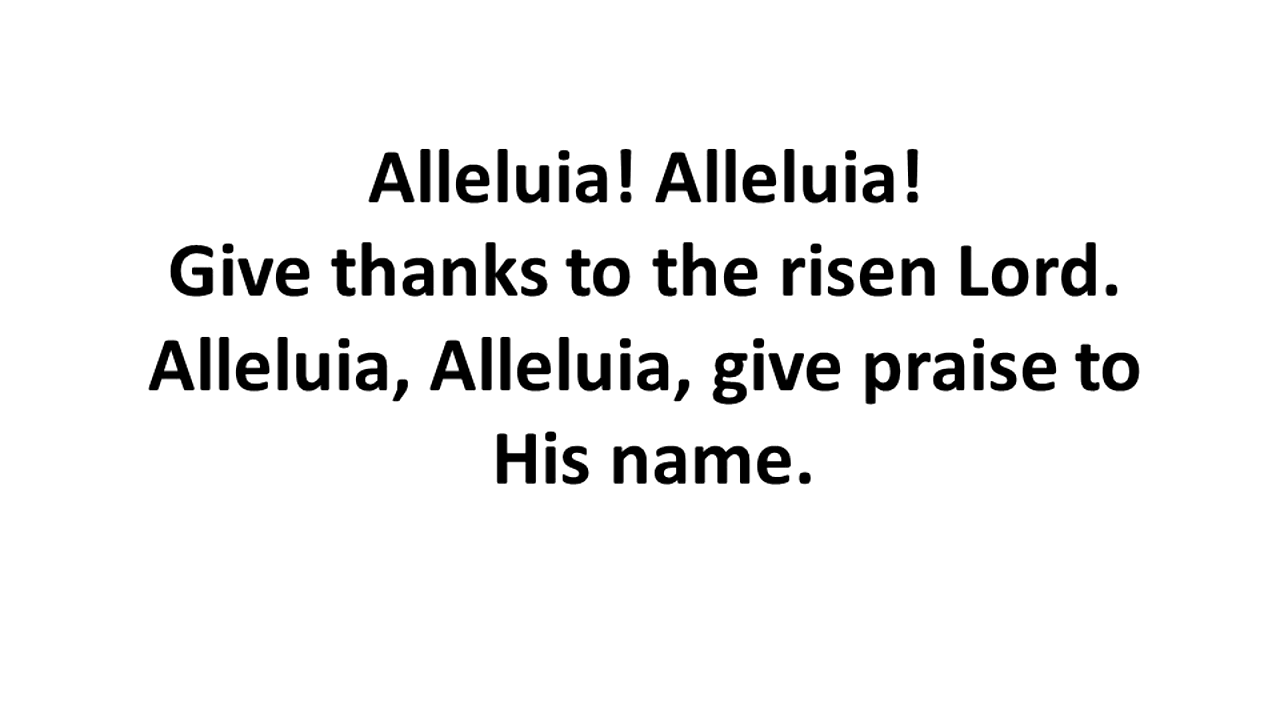 Alleluia! Alleluia!
Give thanks to the risen Lord.
Alleluia, Alleluia, give praise to
His name.